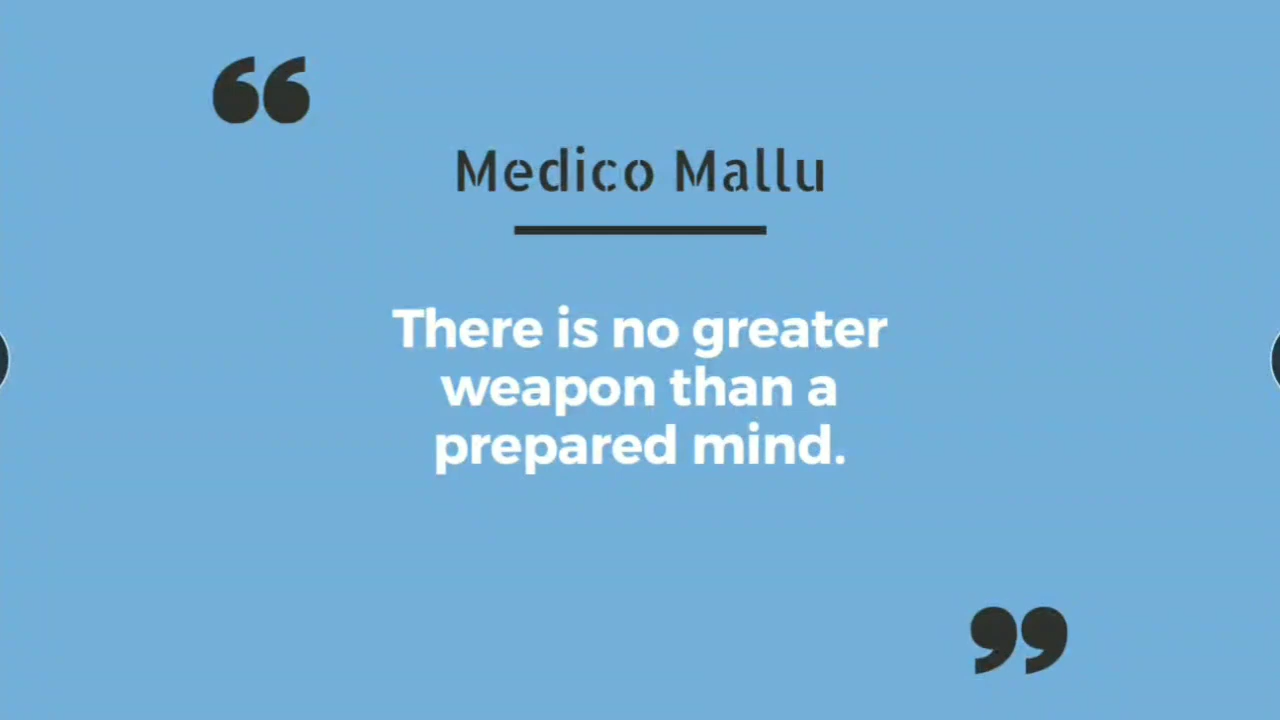 “
Medico Mallu
There is no greater
weapon than a
prepared mind.
”